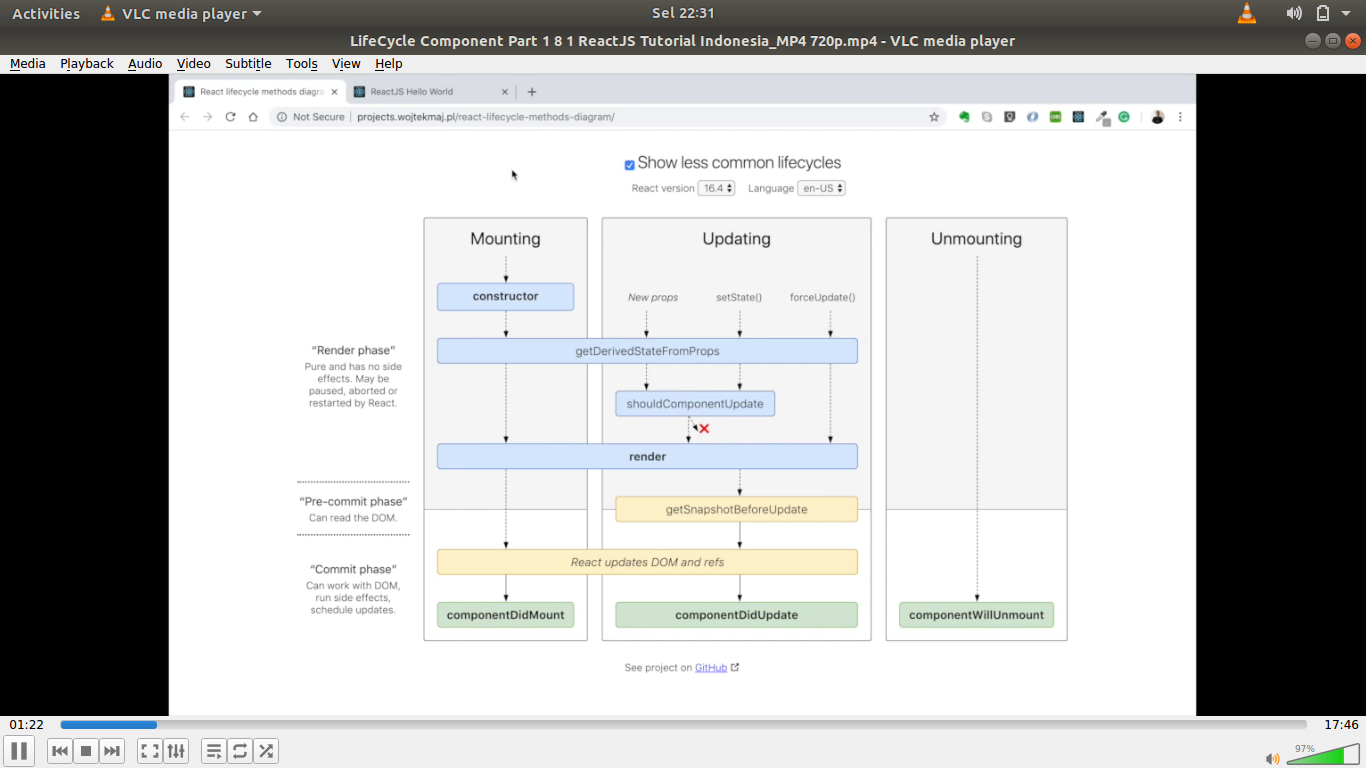 Activities VLC media player Sel 22:31
LifeCycle Component Part 1 8 1 ReactJS Tutorial Indonesia_MP4 720p.mp4 - VLC media player
Media Playback Audio Video Subtitle Tools View Help
React lifecycle methods diagra ReactJS Hello World
Not Secure projects.wojtekmaj.pl/react-lifecycle-methods-diagram/
Show less common lifecycles
React version 16.4 Language en-US
Mounting Updating Unmounting
constructor New props setState() forceUpdate()
“Render phase”
Pure and has no side
effects. May be
paused, aborted or
restarted by React.
getDerivedStateFromProps
shouldComponentUpdate
render
“Pre-commit phase”
Can read the DOM.
getSnapshotBeforeUpdate
“Commit phase”
Can work with DOM,
run side effects,
schedule updates.
React updates DOM and refs
componentDidMount componentDidUpdate componentWillUnmount
See project on GitHub
01:22 17:46
97%